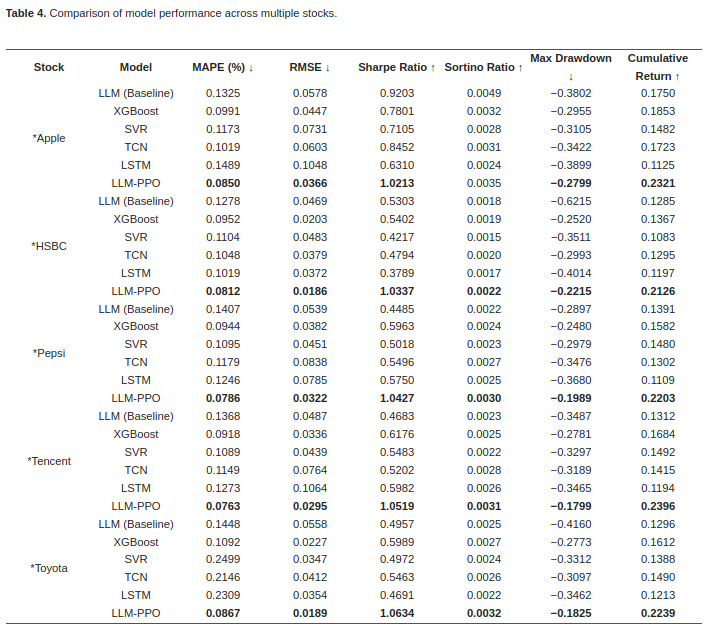 Table 4. Comparison of model performance across multiple stocks.
Stock Model MAPE (%) ↓ RMSE ↓ Sharpe Ratio ↑ Sortino Ratio ↑ Max Drawdown ↓ Cumulative Return ↑
*Apple
LLM (Baseline) 0.1325 0.0578 0.9203 0.0049 −0.3802 0.1750
XGBoost 0.0991 0.0447 0.7801 0.0032 −0.2955 0.1853
SVR 0.1173 0.0731 0.7105 0.0028 −0.3105 0.1482
TCN 0.1019 0.0603 0.8452 0.0031 −0.3422 0.1723
LSTM 0.1489 0.1048 0.6310 0.0024 −0.3899 0.1125
LLM-PPO 0.0850 0.0366 1.0213 0.0035 −0.2799 0.2321
*HSBC
LLM (Baseline) 0.1278 0.0469 0.5303 0.0018 −0.6215 0.1285
XGBoost 0.0952 0.0203 0.5402 0.0019 −0.2520 0.1367
SVR 0.1104 0.0483 0.4217 0.0015 −0.3511 0.1083
TCN 0.1048 0.0379 0.4794 0.0020 −0.2993 0.1295
LSTM 0.1019 0.0372 0.3789 0.0017 −0.4014 0.1197
LLM-PPO 0.0812 0.0186 1.0337 0.0022 −0.2215 0.2126
*Pepsi
LLM (Baseline) 0.1407 0.0539 0.4485 0.0022 −0.2897 0.1391
XGBoost 0.0944 0.0382 0.5963 0.0024 −0.2480 0.1582
SVR 0.1095 0.0451 0.5018 0.0023 −0.2979 0.1480
TCN 0.1179 0.0838 0.5496 0.0027 −0.3476 0.1302
LSTM 0.1246 0.0785 0.5750 0.0025 −0.3680 0.1109
LLM-PPO 0.0786 0.0322 1.0427 0.0030 −0.1989 0.2203
*Tencent
LLM (Baseline) 0.1368 0.0487 0.4683 0.0023 −0.3487 0.1312
XGBoost 0.0918 0.0336 0.6176 0.0025 −0.2781 0.1684
SVR 0.1089 0.0439 0.5483 0.0022 −0.3297 0.1492
TCN 0.1149 0.0764 0.5202 0.0028 −0.3189 0.1415
LSTM 0.1273 0.1064 0.5982 0.0026 −0.3465 0.1194
LLM-PPO 0.0763 0.0295 1.0519 0.0031 −0.1799 0.2396
*Toyota
LLM (Baseline) 0.1448 0.0558 0.4957 0.0025 −0.4160 0.1296
XGBoost 0.1092 0.0227 0.5989 0.0027 −0.2773 0.1612
SVR 0.2499 0.0347 0.4972 0.0024 −0.3312 0.1388
TCN 0.2146 0.0412 0.5463 0.0026 −0.3097 0.1490
LSTM 0.2309 0.0354 0.4691 0.0022 −0.3462 0.1213
LLM-PPO 0.0867 0.0189 1.0634 0.0032 −0.1825 0.2239